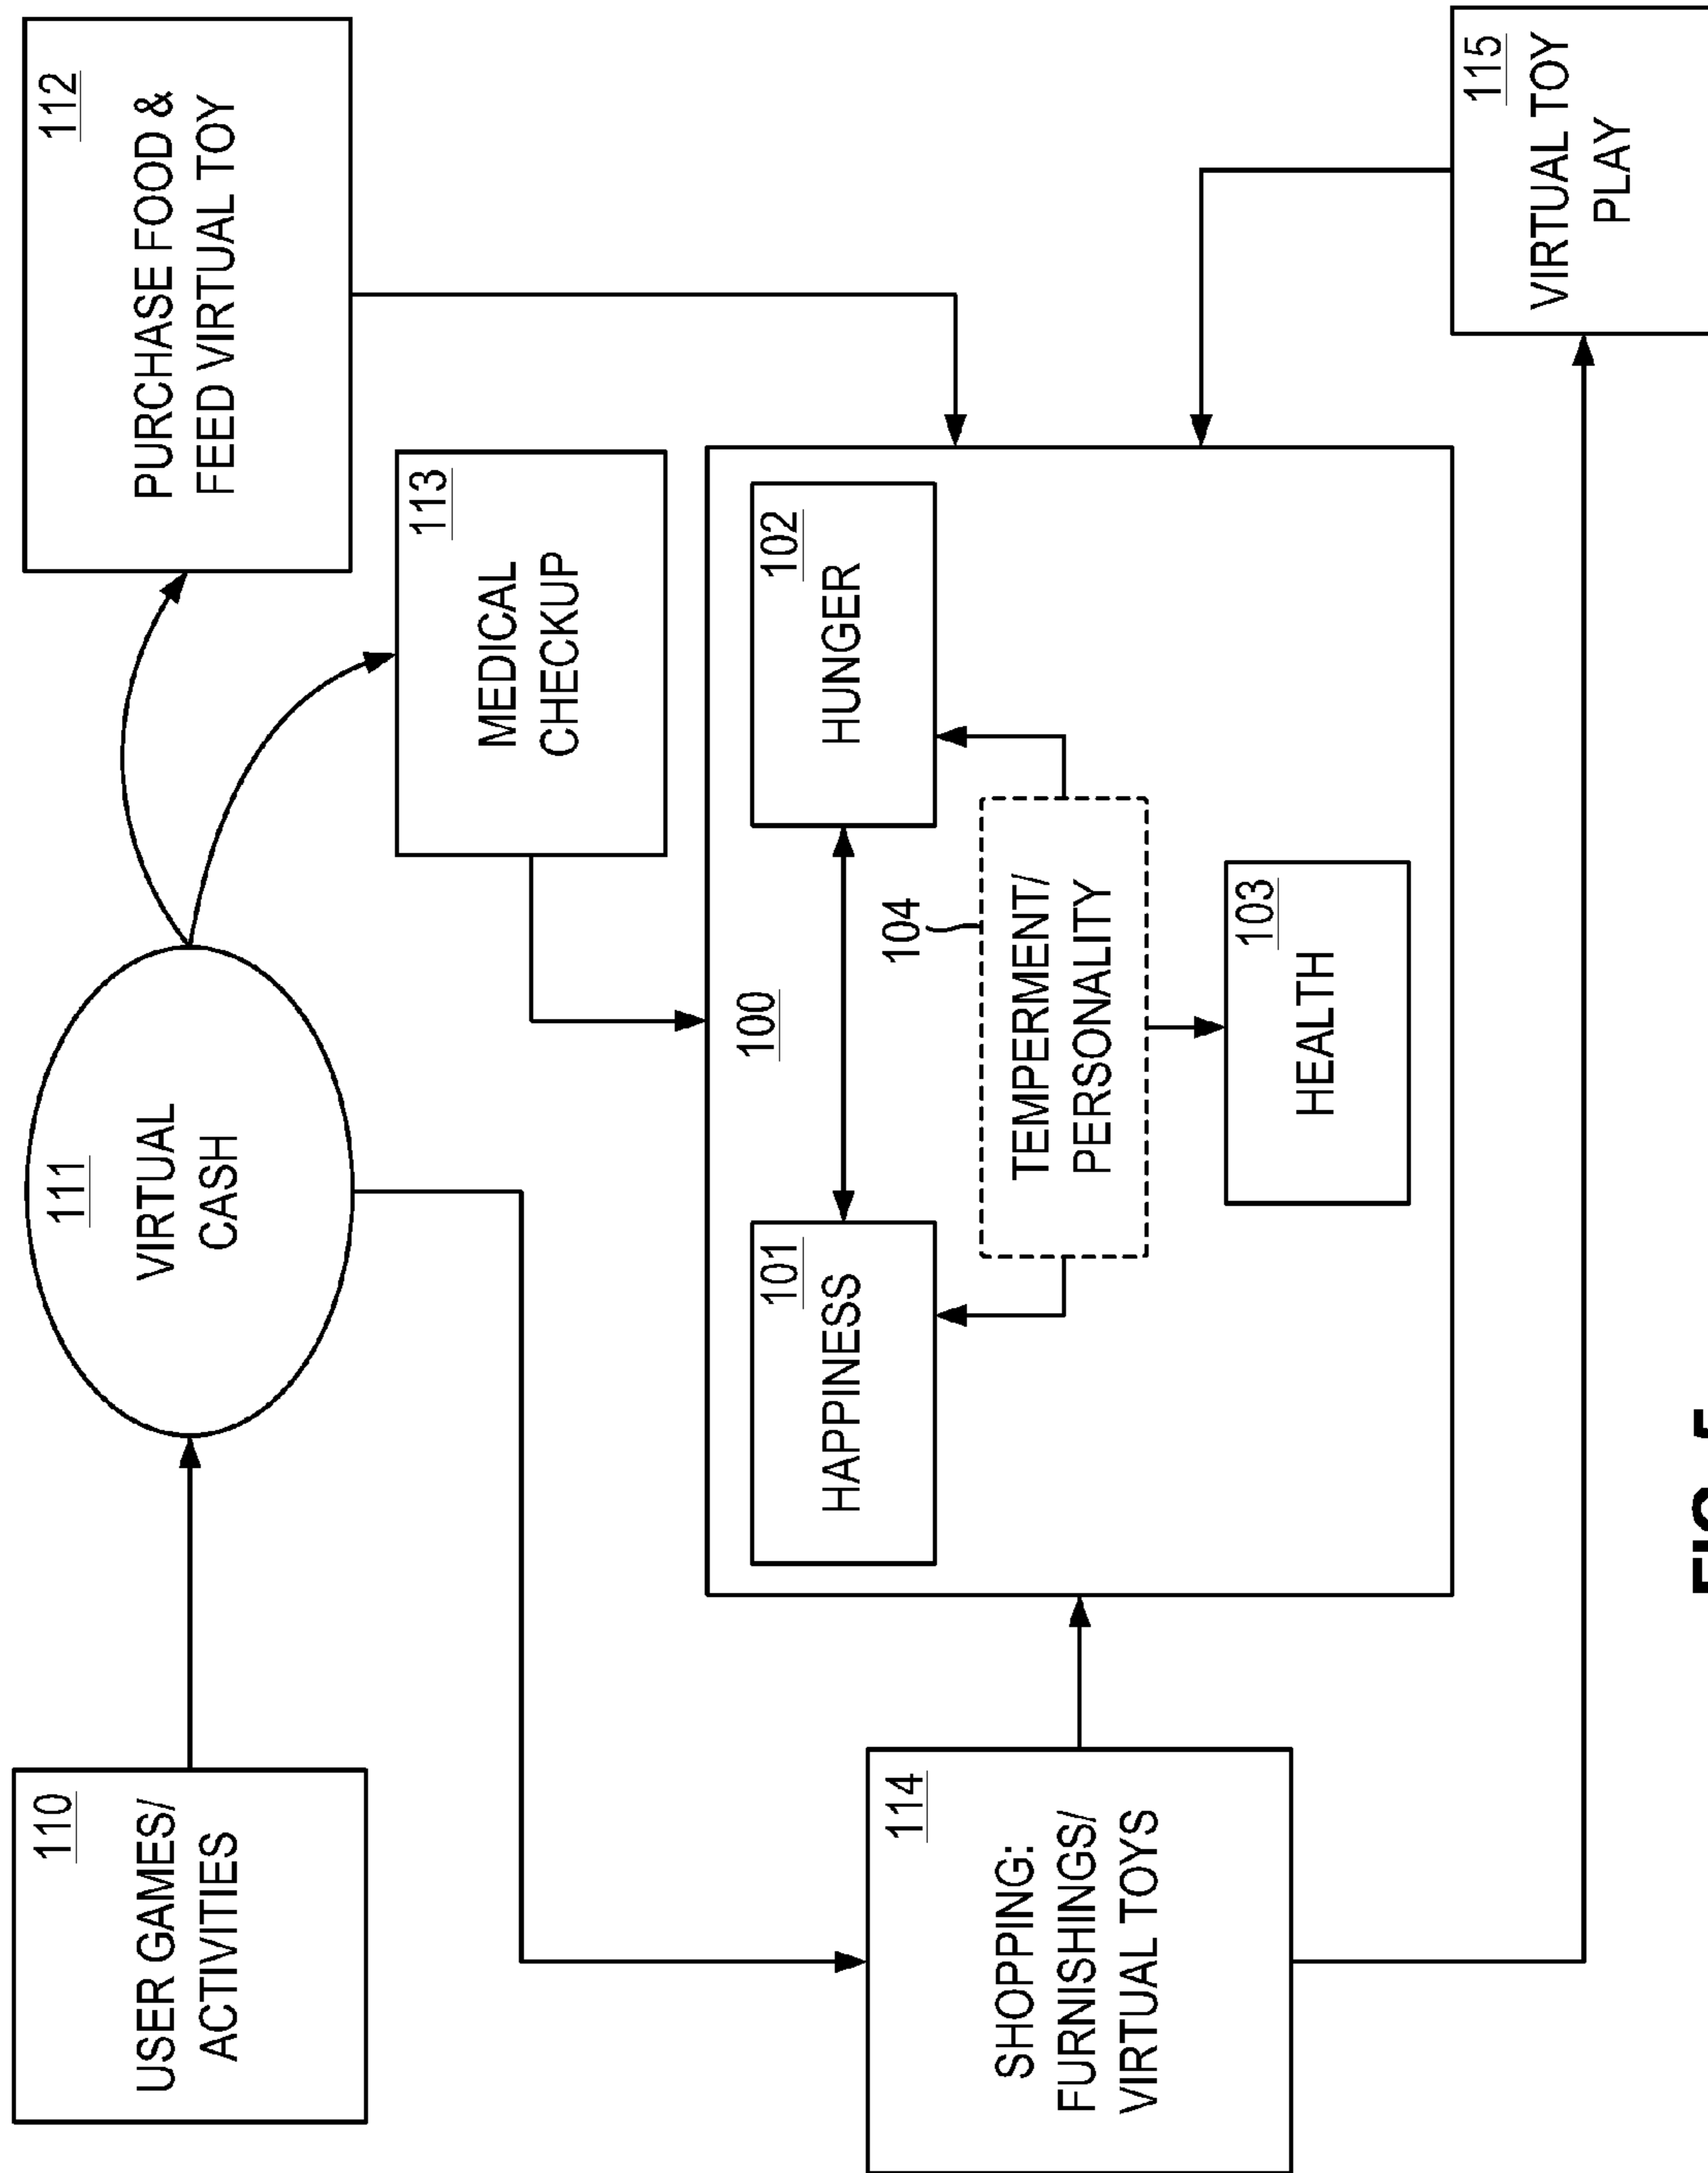 110
USER GAMES/
ACTIVITIES
111
VIRTUAL
CASH
112
PURCHASE FOOD &
FEED VIRTUAL TOY
113
MEDICAL
CHECKUP
100
101
HAPPINESS
102
HUNGER
104
TEMPERMENT/
PERSONALITY
103
HEALTH
114
SHOPPING:
FURNISHINGS/
VIRTUAL TOYS
115
VIRTUAL TOY
PLAY